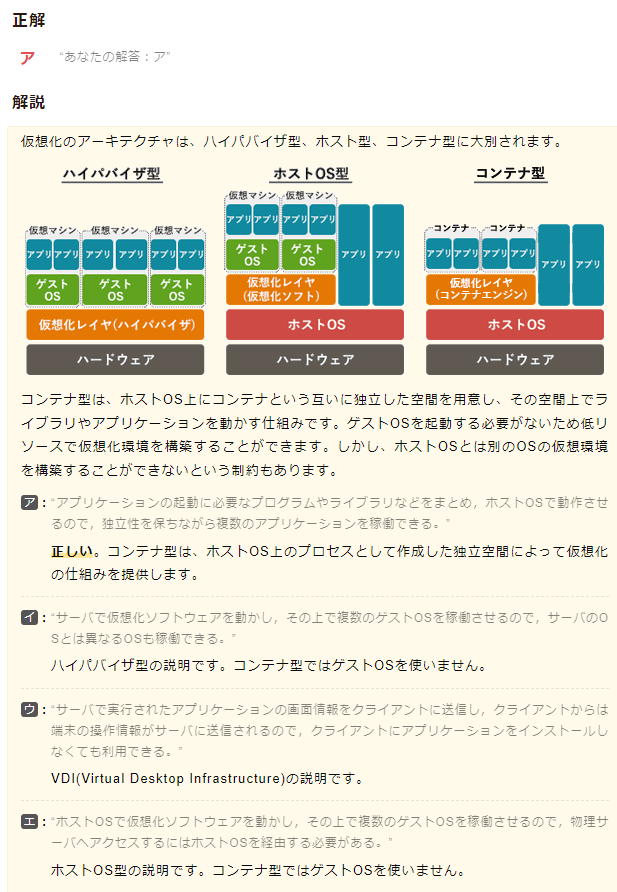 正解
ア “あなたの解答：ア”
解説
仮想化のアーキテクチャは、ハイパバイザ型、ホスト型、コンテナ型に大別されます。
ハイパバイザ型
仮想マシン 仮想マシン 仮想マシン
アプリ アプリ アプリ アプリ アプリ アプリ
ゲストOS ゲストOS ゲストOS
仮想化レイヤ(ハイパバイザ)
ハードウェア
ホストOS型
仮想マシン 仮想マシン
アプリ アプリ アプリ アプリ アプリ アプリ
ゲストOS ゲストOS
仮想化レイヤ
(仮想化ソフト)
ホストOS
ハードウェア
コンテナ型
コンテナ コンテナ
アプリ アプリ アプリ アプリ アプリ アプリ
仮想化レイヤ
(コンテナエンジン)
ホストOS
ハードウェア
コンテナ型は、ホストOS上にコンテナという互いに独立した空間を用意し、その空間上でラ
イブラリやアプリケーションを動かす仕組みです。ゲストOSを起動する必要がないため低リ
ソースで仮想化環境を構築することができます。しかし、ホストOSとは別のOSの仮想環境
を構築することができないという制約もあります。
ア：“アプリケーションの起動に必要なプログラムやライブラリなどをまとめ，ホストOSで動作させ
るので，独立性を保ちながら複数のアプリケーションを稼働できる。”
正しい。コンテナ型は、ホストOS上のプロセスとして作成した独立空間によって仮想化
の仕組みを提供します。
イ：“サーバで仮想化ソフトウェアを動かし，その上で複数のゲストOSを稼働させるので，サーバのO
Sとは異なるOSも稼働できる。”
ハイパバイザ型の説明です。コンテナ型ではゲストOSを使いません。
ウ：“サーバで実行されたアプリケーションの画面情報をクライアントに送信し，クライアントからは
端末の操作情報がサーバに送信されるので，クライアントにアプリケーションをインストールし
なくても利用できる。”
VDI(Virtual Desktop Infrastructure)の説明です。
エ：“ホストOSで仮想化ソフトウェアを動かし，その上で複数のゲストOSを稼働させるので，物理サ
ーバへアクセスするにはホストOSを経由する必要がある。”
ホストOS型の説明です。コンテナ型ではゲストOSを使いません。